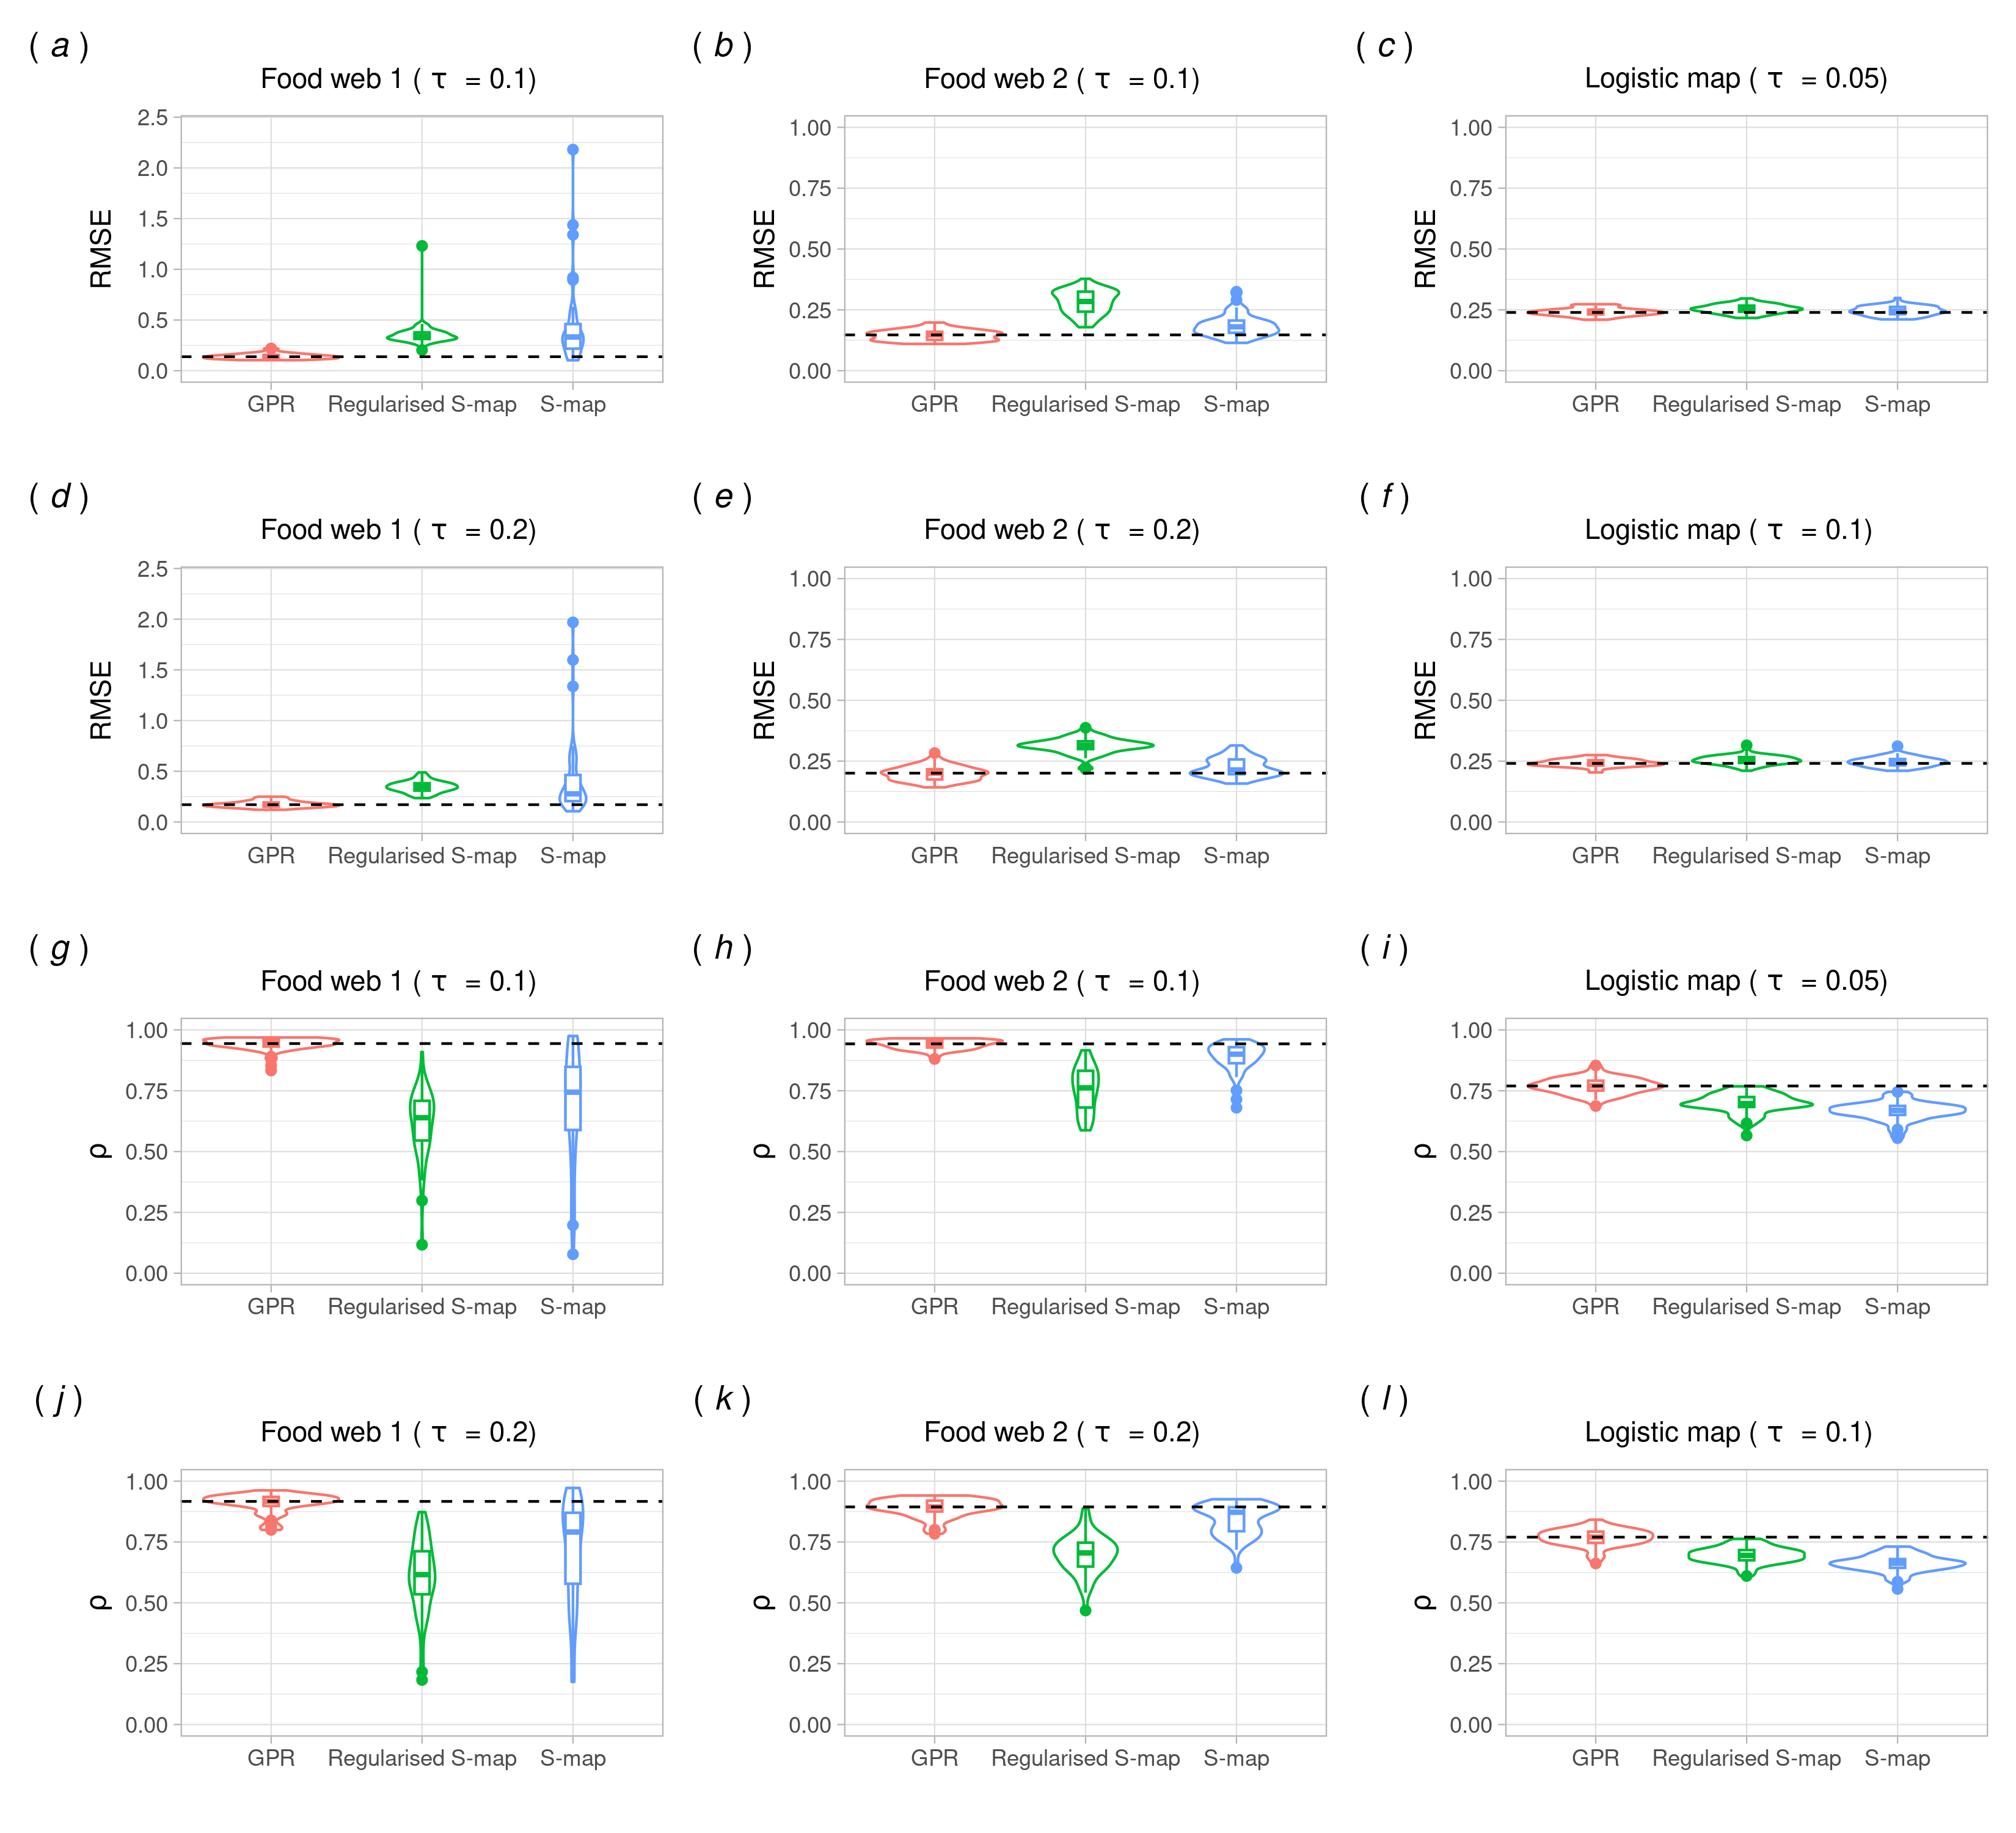 ( a )
Food web 1 ( τ = 0.1)
RMSE
2.5
2.0
1.5
1.0
0.5
0.0
GPR Regularised S-map S-map
( b )
Food web 2 ( τ = 0.1)
RMSE
1.00
0.75
0.50
0.25
0.00
GPR Regularised S-map S-map
( c )
Logistic map ( τ = 0.05)
RMSE
1.00
0.75
0.50
0.25
0.00
GPR Regularised S-map S-map
( d )
Food web 1 ( τ = 0.2)
RMSE
2.5
2.0
1.5
1.0
0.5
0.0
GPR Regularised S-map S-map
( e )
Food web 2 ( τ = 0.2)
RMSE
1.00
0.75
0.50
0.25
0.00
GPR Regularised S-map S-map
( f )
Logistic map ( τ = 0.1)
RMSE
1.00
0.75
0.50
0.25
0.00
GPR Regularised S-map S-map
( g )
Food web 1 ( τ = 0.1)
ρ
1.00
0.75
0.50
0.25
0.00
GPR Regularised S-map S-map
( h )
Food web 2 ( τ = 0.1)
ρ
1.00
0.75
0.50
0.25
0.00
GPR Regularised S-map S-map
( i )
Logistic map ( τ = 0.05)
ρ
1.00
0.75
0.50
0.25
0.00
GPR Regularised S-map S-map
( j )
Food web 1 ( τ = 0.2)
ρ
1.00
0.75
0.50
0.25
0.00
GPR Regularised S-map S-map
( k )
Food web 2 ( τ = 0.2)
ρ
1.00
0.75
0.50
0.25
0.00
GPR Regularised S-map S-map
( l )
Logistic map ( τ = 0.1)
ρ
1.00
0.75
0.50
0.25
0.00
GPR Regularised S-map S-map